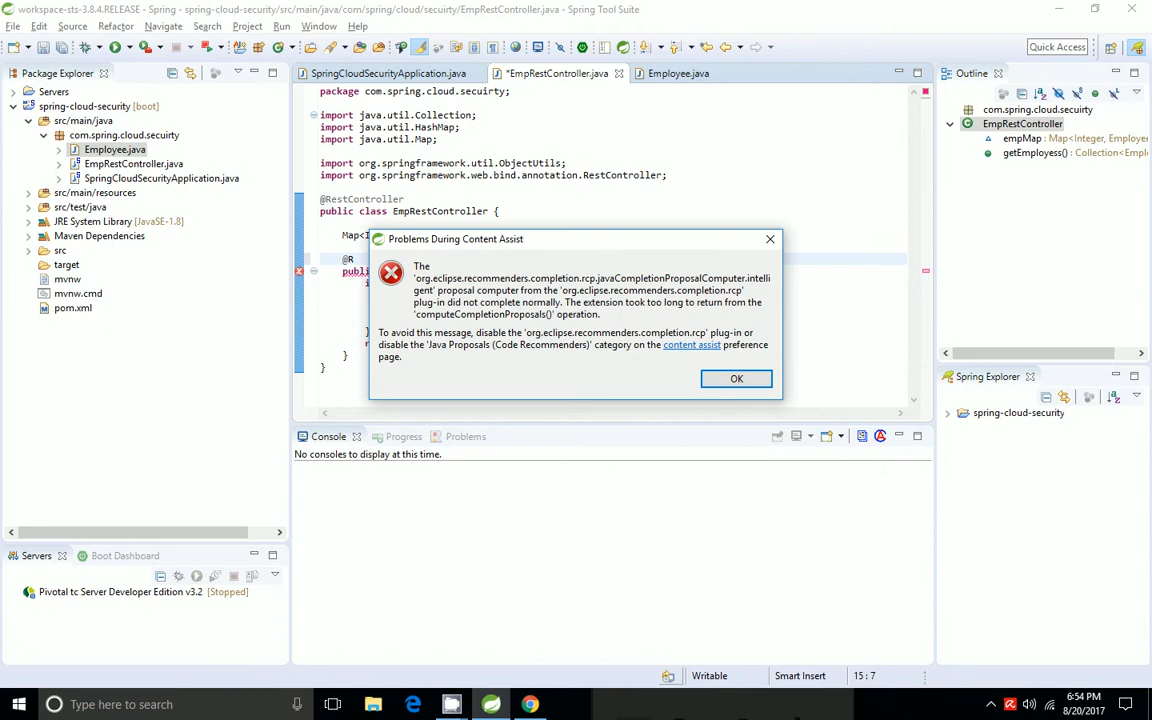 workspace-sts-3.8.4.RELEASE - Spring - spring-cloud-security/src/main/java/com/spring/cloud/secuirty/EmpRestController.java - Spring Tool Suite
File Edit Source Refactor Navigate Search Project Run Window Help
Quick Access
Package Explorer
Servers
spring-cloud-security [boot]
src/main/java
com.spring.cloud.secuirty
Employee.java
EmpRestController.java
SpringCloudSecurityApplication.java
src/main/resources
src/test/java
JRE System Library [JavaSE-1.8]
Maven Dependencies
src
target
mvnw
mvnw.cmd
pom.xml
SpringCloudSecurityApplication.java *EmpRestController.java Employee.java
package com.spring.cloud.secuirty;
import java.util.Collection;
import java.util.HashMap;
import java.util.Map;
import org.springframework.util.ObjectUtils;
import org.springframework.web.bind.annotation.RestController;
@RestController
public class EmpRestController {
Map<I
@R
publi
}
}
}
Problems During Content Assist
The
'org.eclipse.recommenders.completion.rcp.javaCompletionProposalComputer.intelli
gent' proposal computer from the 'org.eclipse.recommenders.completion.rcp'
plug-in did not complete normally. The extension took too long to return from the
'computeCompletionProposals()' operation.
To avoid this message, disable the 'org.eclipse.recommenders.completion.rcp' plug-in or
disable the 'Java Proposals (Code Recommenders)' category on the content assist preference
page.
OK
Outline
com.spring.cloud.secuirty
EmpRestController
empMap : Map<Integer, Employee
getEmployess() : Collection<Empl
Spring Explorer
spring-cloud-security
Console Progress Problems
No consoles to display at this time.
Servers Boot Dashboard
Pivotal tc Server Developer Edition v3.2 [Stopped]
Writable Smart Insert 15 : 7
Type here to search
6:54 PM
8/20/2017